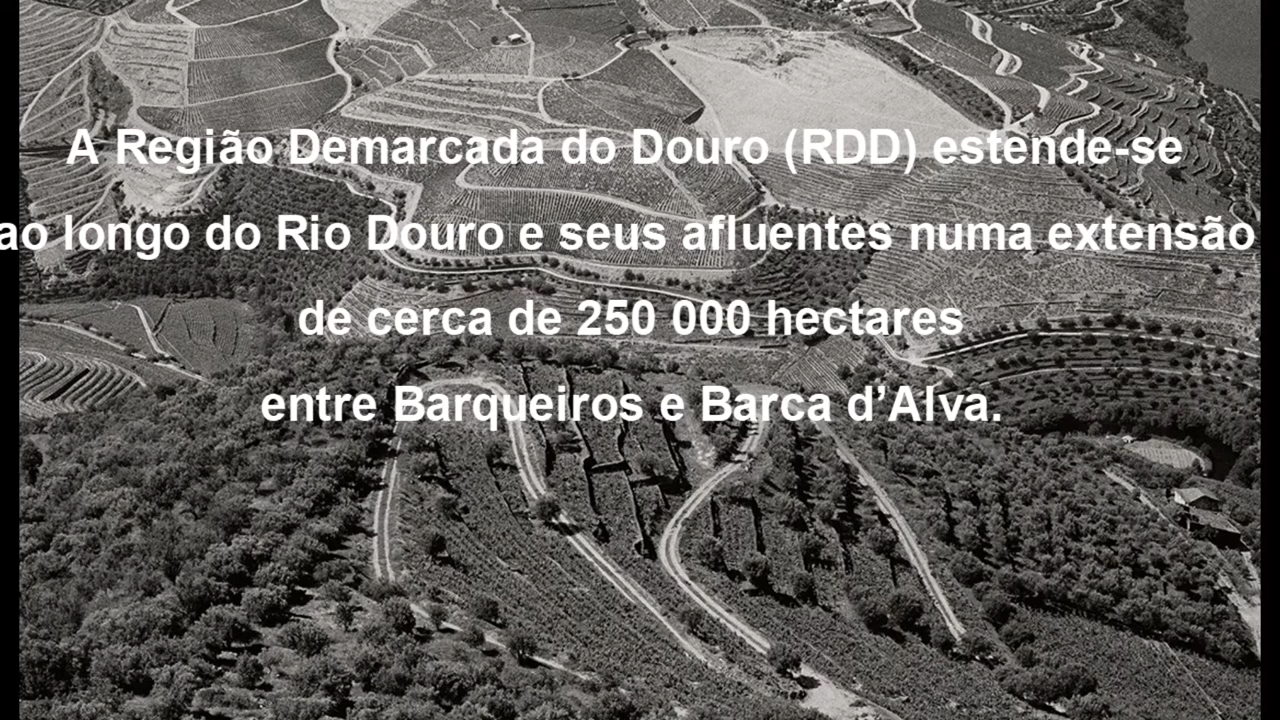 A Região Demarcada do Douro (RDD) estende-se
ao longo do Rio Douro e seus afluentes numa extensão
de cerca de 250 000 hectares
entre Barqueiros e Barca d’Alva.